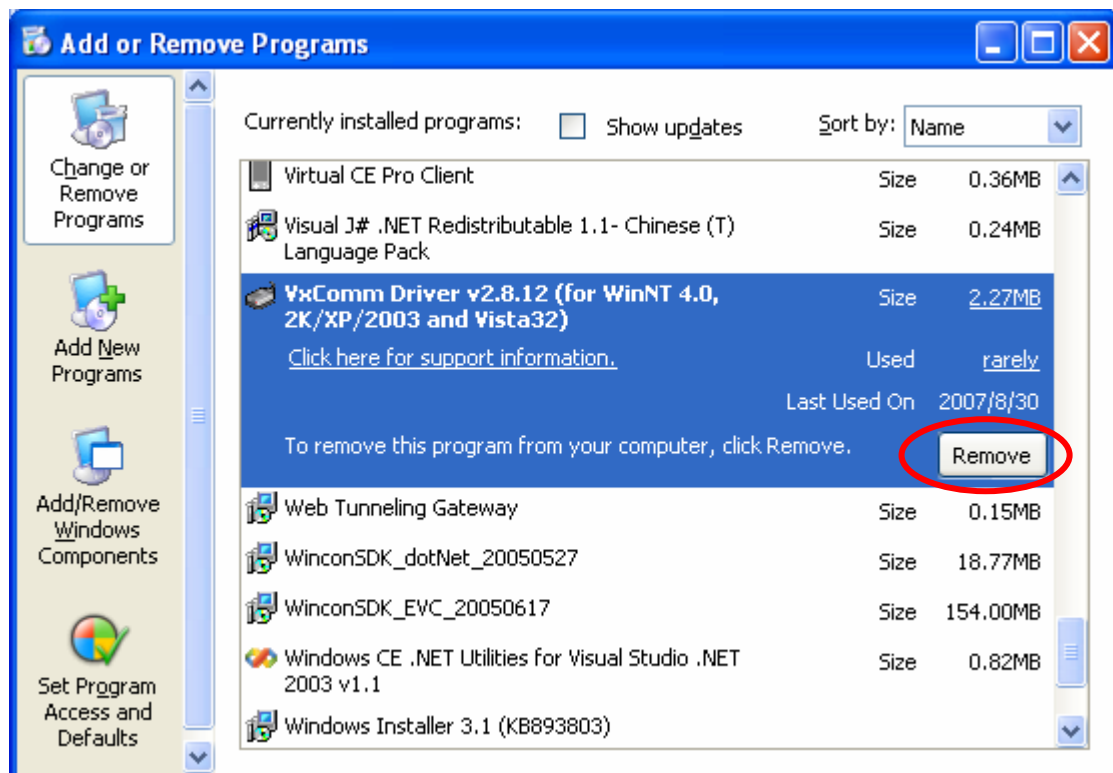 Add or Remove Programs
Change or
Remove
Programs
Add New
Programs
Add/Remove
Windows
Components
Set Program
Access and
Defaults
Currently installed programs:
Show updates
Sort by:
Name
Virtual CE Pro Client
Size
0.36MB
Visual J# .NET Redistributable 1.1- Chinese (T)
Language Pack
Size
0.24MB
VxComm Driver v2.8.12 (for WinNT 4.0,
2K/XP/2003 and Vista32)
Size
2.27MB
Click here for support information.
Used
rarely
Last Used On
2007/8/30
To remove this program from your computer, click Remove.
Remove
Web Tunneling Gateway
Size
0.15MB
WinconSDK_dotNet_20050527
Size
18.77MB
WinconSDK_EVC_20050617
Size
154.00MB
Windows CE .NET Utilities for Visual Studio .NET
2003 v1.1
Size
0.82MB
Windows Installer 3.1 (KB893803)